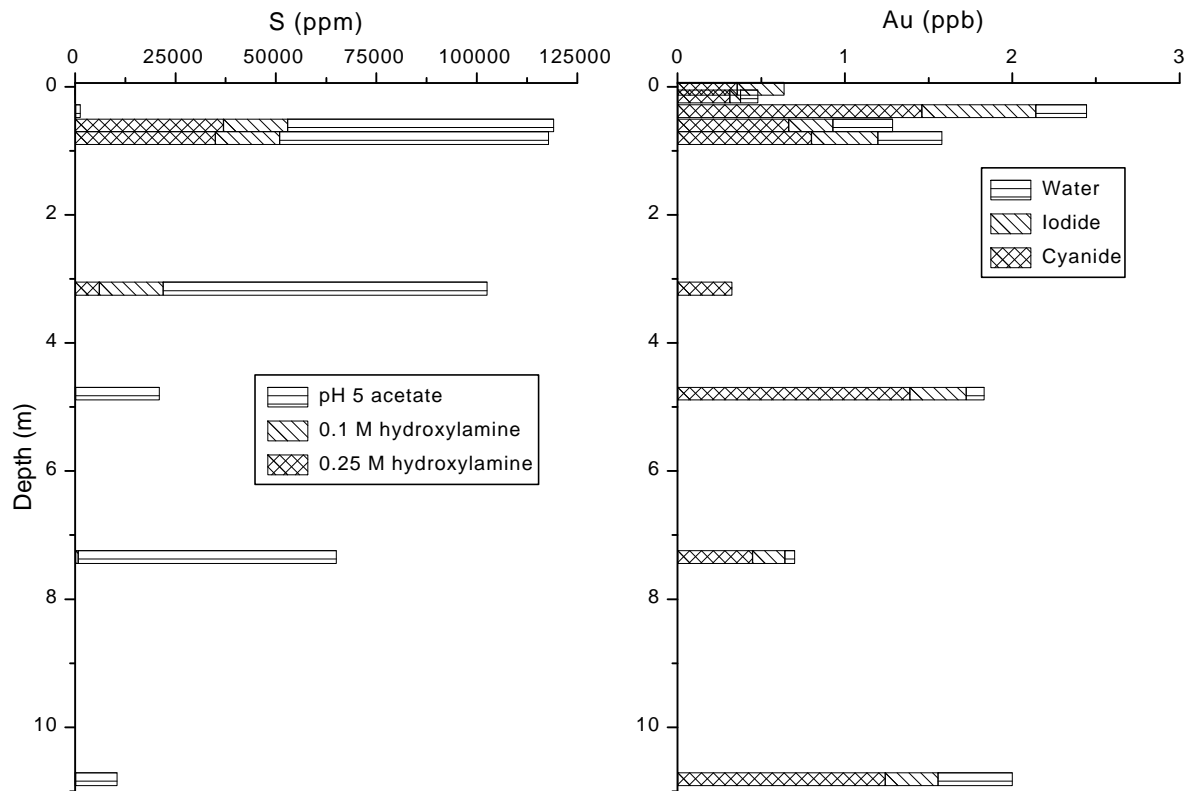 S (ppm)
0 25000 50000 75000 100000 125000
Au (ppb)
0 1 2 3
Depth (m)
0
2
4
6
8
10
pH 5 acetate
0.1 M hydroxylamine
0.25 M hydroxylamine
0
2
4
6
8
10
Water
Iodide
Cyanide